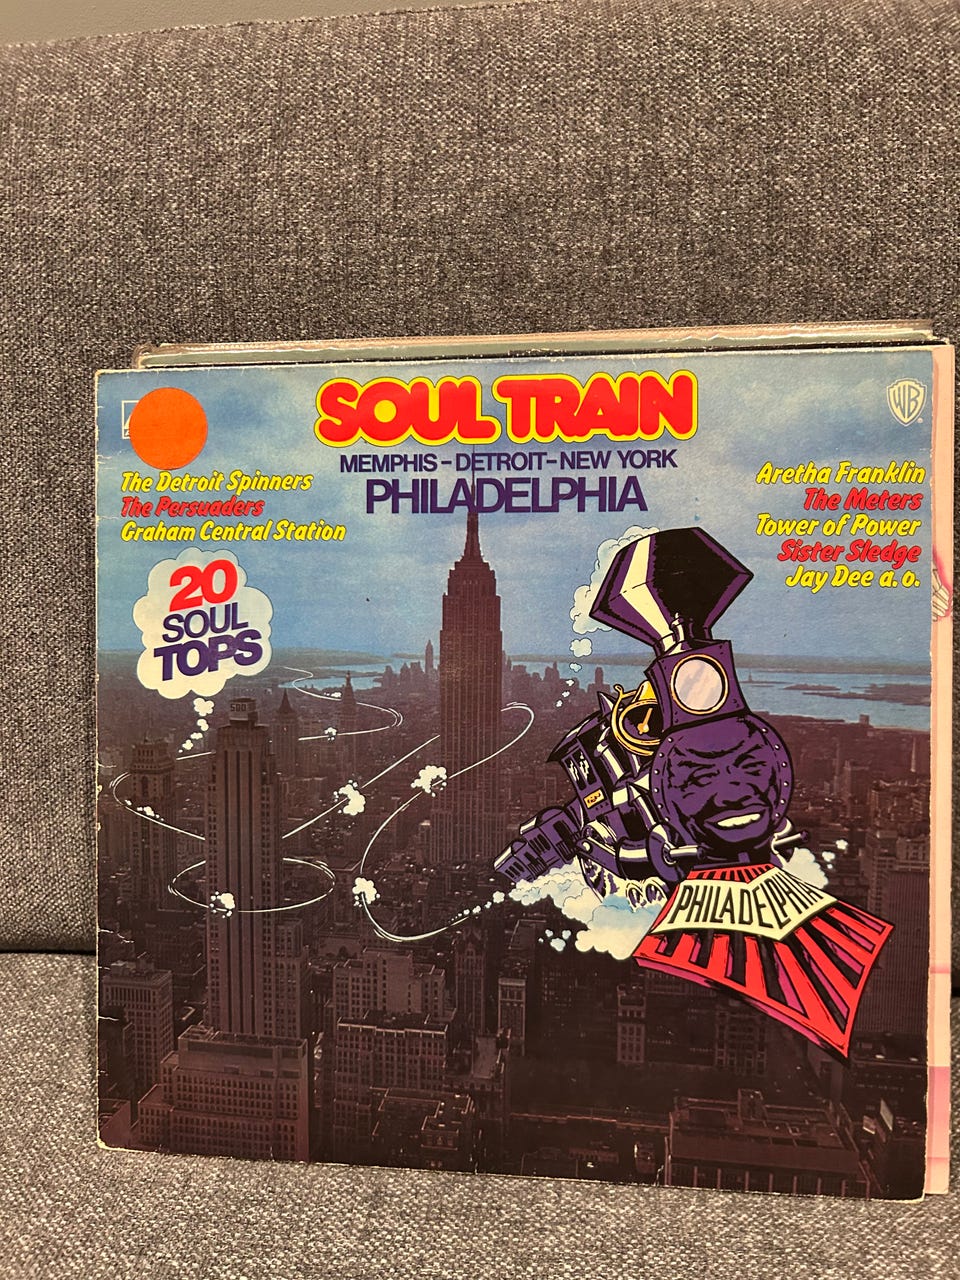 SOUL TRAIN
MEMPHIS - DETROIT - NEW YORK
PHILADELPHIA
WB
The Detroit Spinners
The Persuaders
Graham Central Station
Aretha Franklin
The Meters
Tower of Power
Sister Sledge
Jay Dee a. o.
20
SOUL
TOPS
PHILADELPHIA